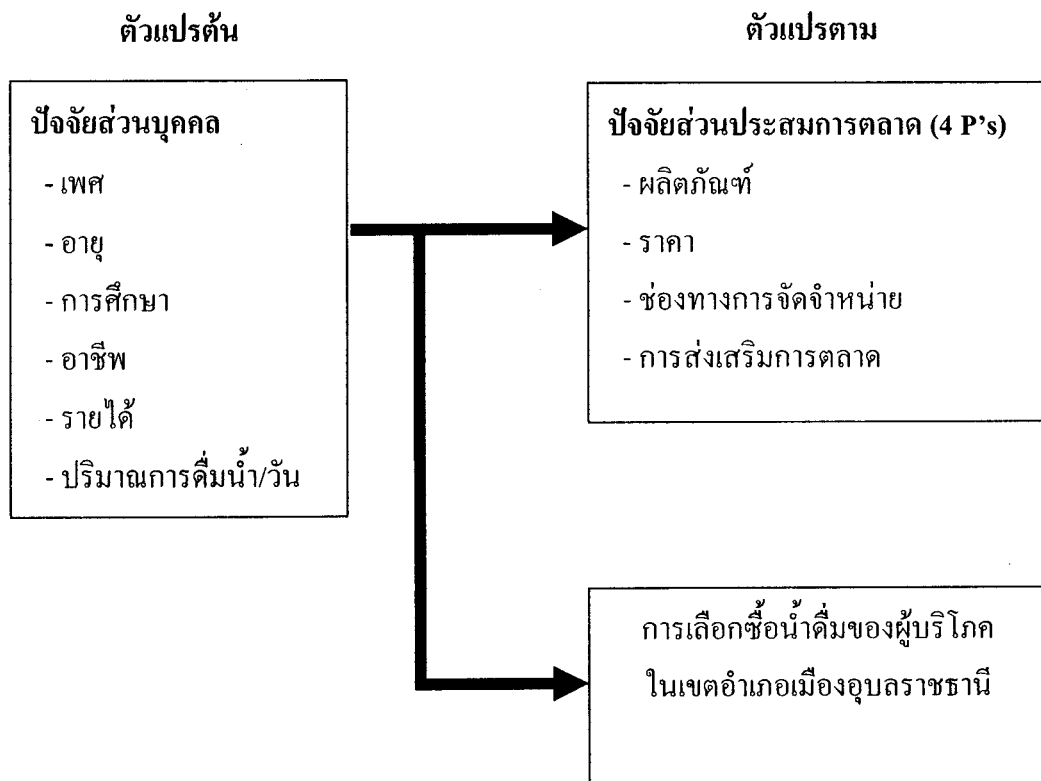 ตัวแปรต้น
ตัวแปรตาม
ปัจจัยส่วนบุคคล
- เพศ
- อายุ
- การศึกษา
- อาชีพ
- รายได้
- ปริมาณการดื่มน้ำ/วัน
ปัจจัยส่วนประสมการตลาด (4 P's)
- ผลิตภัณฑ์
- ราคา
- ช่องทางการจัดจำหน่าย
- การส่งเสริมการตลาด
การเลือกซื้อน้ำดื่มของผู้บริโภค
ในเขตอำเภอเมืองอุบลราชธานี